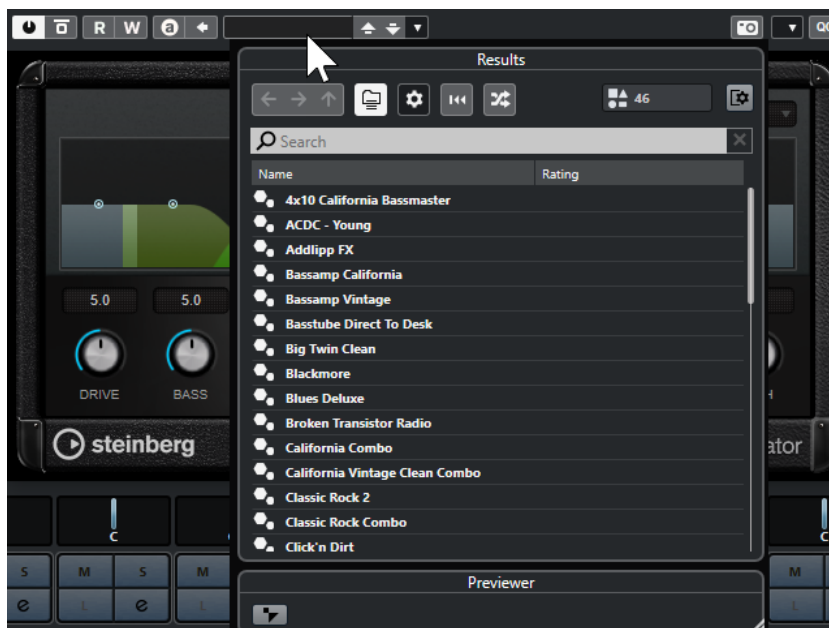 R W a QC
Results
46
Search
Name Rating
4x10 California Bassmaster
ACDC - Young
Addlipp FX
Bassamp California
Bassamp Vintage
Basstube Direct To Desk
Big Twin Clean
Blackmore
Blues Deluxe
Broken Transistor Radio
California Combo
California Vintage Clean Combo
Classic Rock 2
Classic Rock Combo
Click'n Dirt
5.0 5.0
DRIVE BASS H
steinberg ator
C C
S M S M M
e L e L L
Previewer